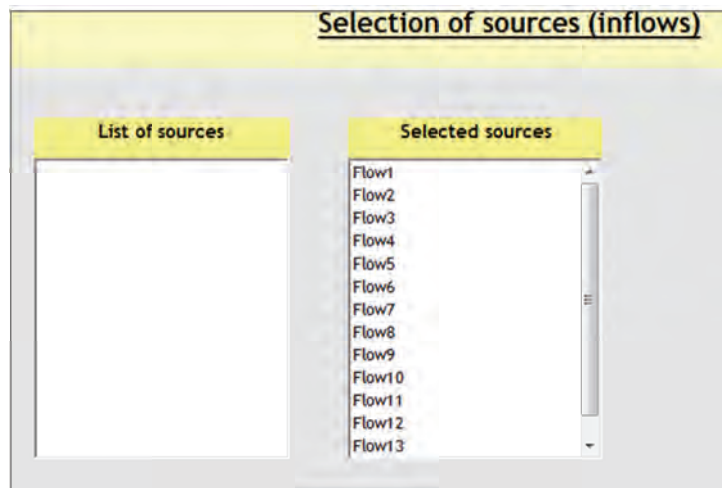 Selection of sources (inflows)
List of sources
Selected sources
Flow1
Flow2
Flow3
Flow4
Flow5
Flow6
Flow7
Flow8
Flow9
Flow10
Flow11
Flow12
Flow13